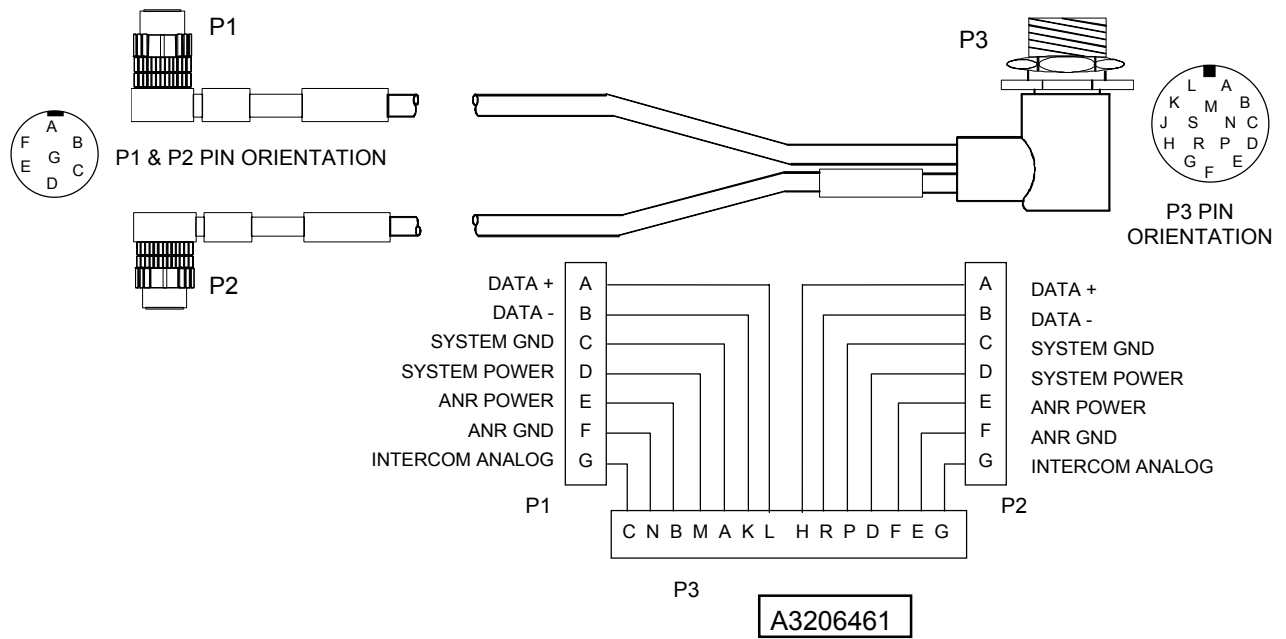 P1
P3
A
F B
G
E C
D
P1 & P2 PIN ORIENTATION
L A
K M B
J S N C
H R P D
G E
F
P3 PIN
ORIENTATION
P2
DATA + A
DATA - B
SYSTEM GND C
SYSTEM POWER D
ANR POWER E
ANR GND F
INTERCOM ANALOG G
P1
A DATA +
B DATA -
C SYSTEM GND
D SYSTEM POWER
E ANR POWER
F ANR GND
G INTERCOM ANALOG
P2
C N B M A K L H R P D F E G
P3
A3206461